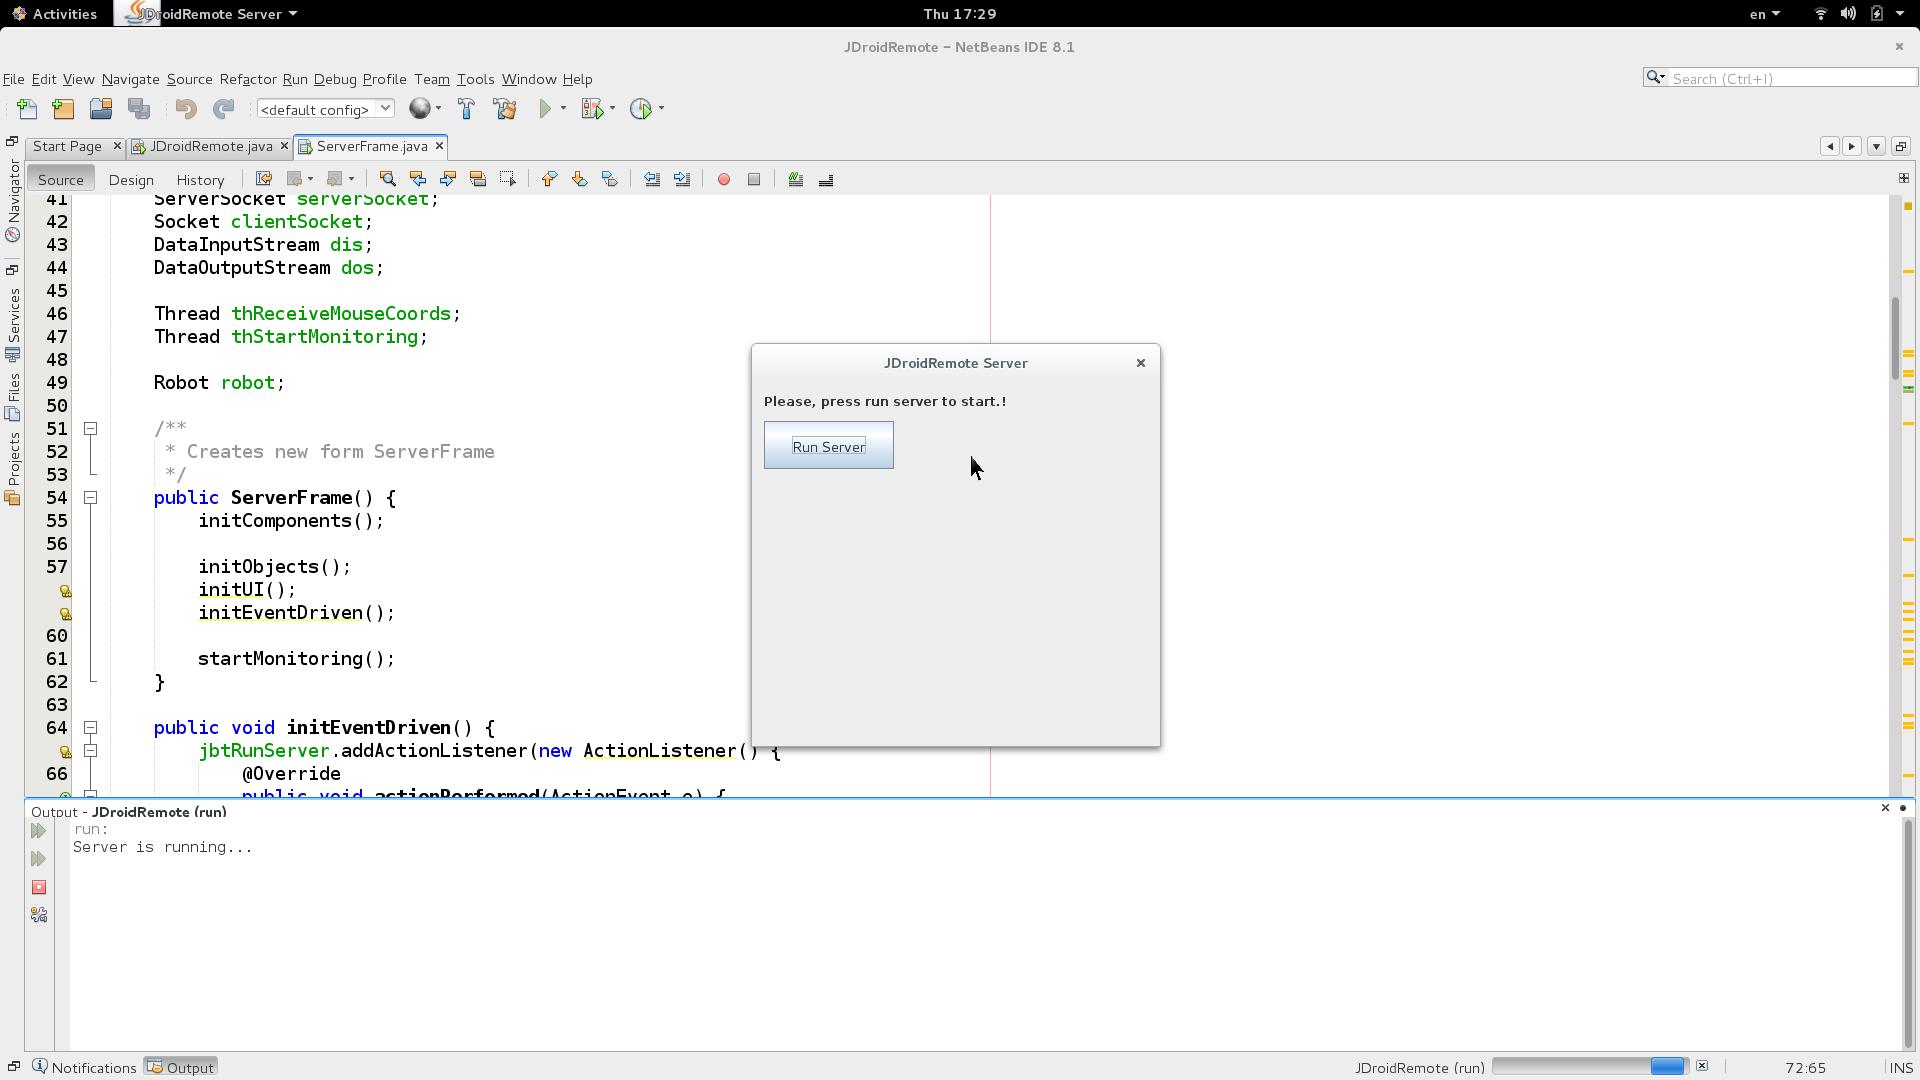 Activities JDroidRemote Server Thu 17:29 en
JDroidRemote - NetBeans IDE 8.1
File Edit View Navigate Source Refactor Run Debug Profile Team Tools Window Help
Search (Ctrl+I)
<default config>
Start Page JDroidRemote.java ServerFrame.java
Source Design History
Navigator
Services
Files
Projects
41 ServerSocket serverSocket;
42 Socket clientSocket;
43 DataInputStream dis;
44 DataOutputStream dos;
45
46 Thread thReceiveMouseCoords;
47 Thread thStartMonitoring;
48
49 Robot robot;
50
51 /**
52 * Creates new form ServerFrame
53 */
54 public ServerFrame() {
55 initComponents();
56
57 initObjects();
initUI();
initEventDriven();
60
61 startMonitoring();
62 }
63
64 public void initEventDriven() {
jbtRunServer.addActionListener(new ActionListener() {
66 @Override
public void actionPerformed(ActionEvent e) {
JDroidRemote Server
Please, press run server to start.!
Run Server
Output - JDroidRemote (run)
run:
Server is running...
Notifications Output JDroidRemote (run) 72:65 INS